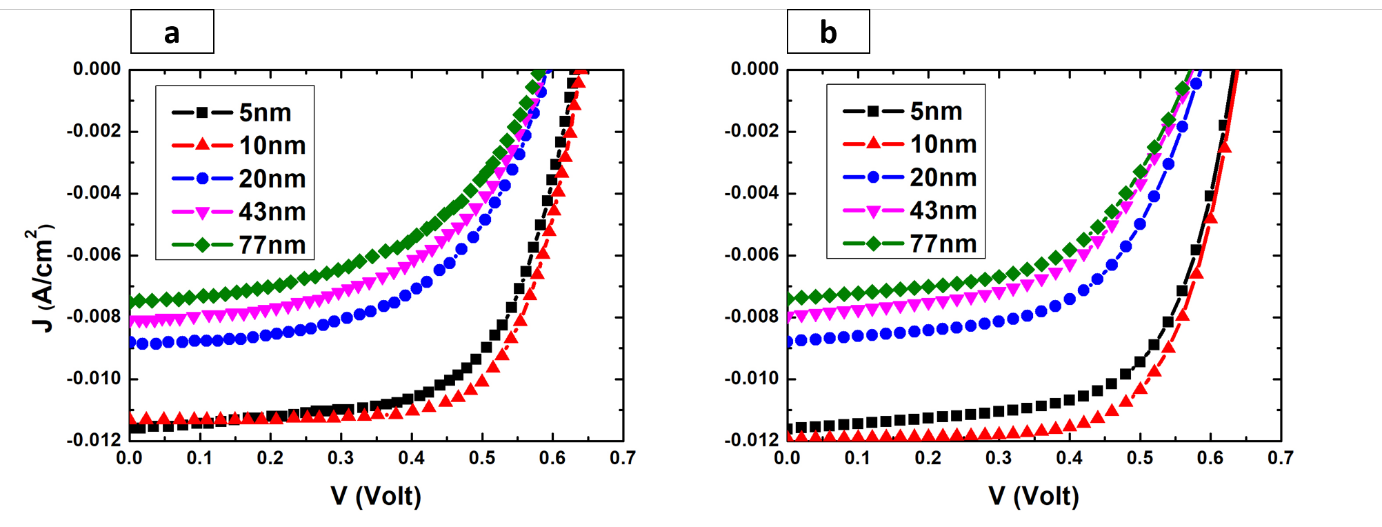 a
b
0.000
-0.002
-0.004
-0.006
-0.008
-0.010
-0.012
J (A/cm2)
5nm
10nm
20nm
43nm
77nm
0.0 0.1 0.2 0.3 0.4 0.5 0.6 0.7
V (Volt)
0.000
-0.002
-0.004
-0.006
-0.008
-0.010
-0.012
5nm
10nm
20nm
43nm
77nm
0.0 0.1 0.2 0.3 0.4 0.5 0.6 0.7
V (Volt)